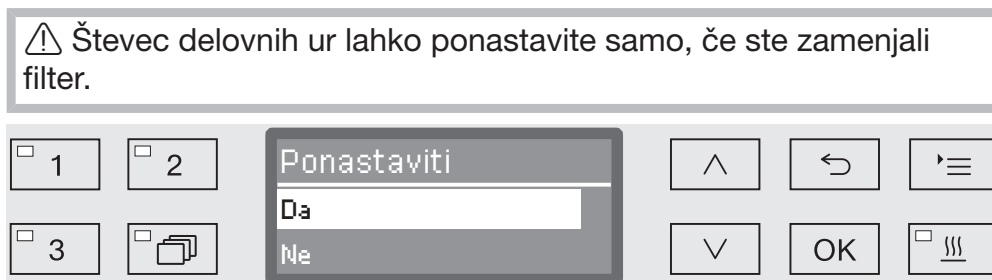 Števec delovnih ur lahko ponastavite samo, če ste zamenjali
filter.
1
2
Ponastaviti
Da
Ne
3
OK